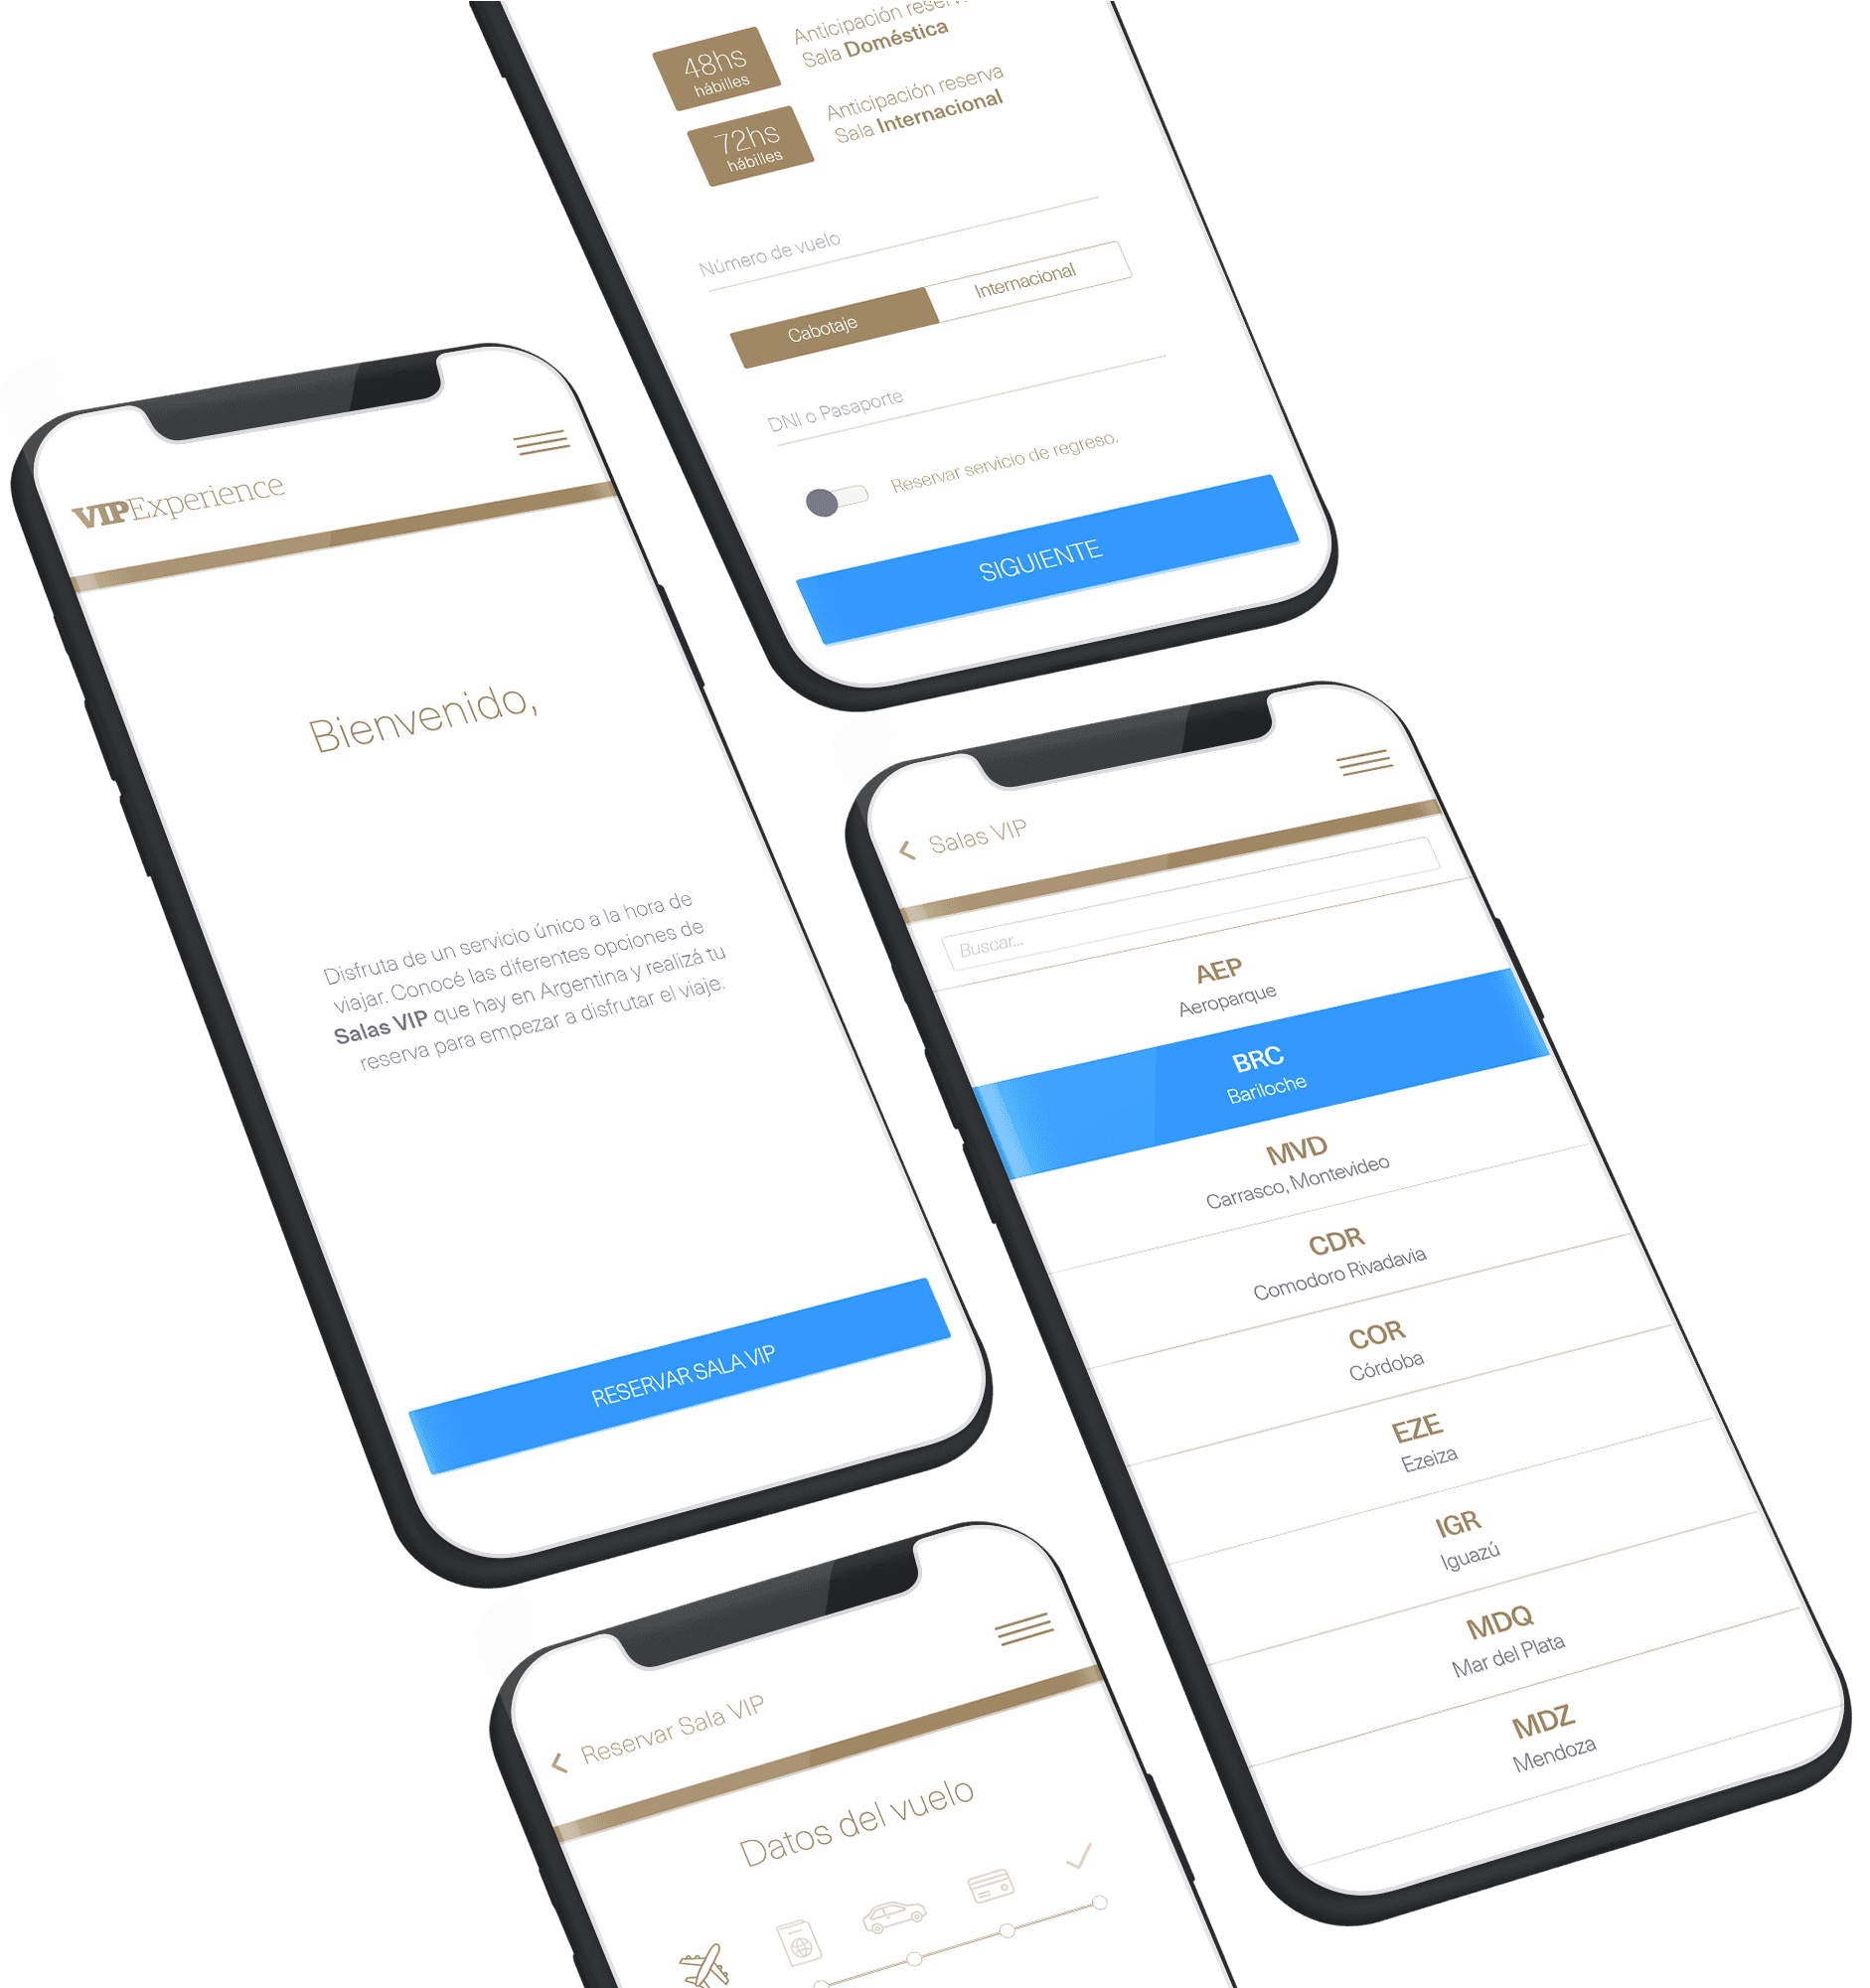 48hs
hábilles
Anticipación reserva
Sala Doméstica
72hs
hábilles
Anticipación reserva
Sala Internacional
Número de vuelo
Cabotaje
Internacional
DNI o Pasaporte
Reservar servicio de regreso.
SIGUIENTE
VIPExperience
Bienvenido,
Disfruta de un servicio único a la hora de
viajar. Conocé las diferentes opciones de
Salas VIP que hay en Argentina y realizá tu
reserva para empezar a disfrutar el viaje.
RESERVAR SALA VIP
Salas VIP
Buscar...
AEP
Aeroparque
BRC
Bariloche
MVD
Carrasco, Montevideo
CDR
Comodoro Rivadavia
COR
Córdoba
EZE
Ezeiza
IGR
Iguazú
MDQ
Mar del Plata
MDZ
Mendoza
Reservar Sala VIP
Datos del vuelo